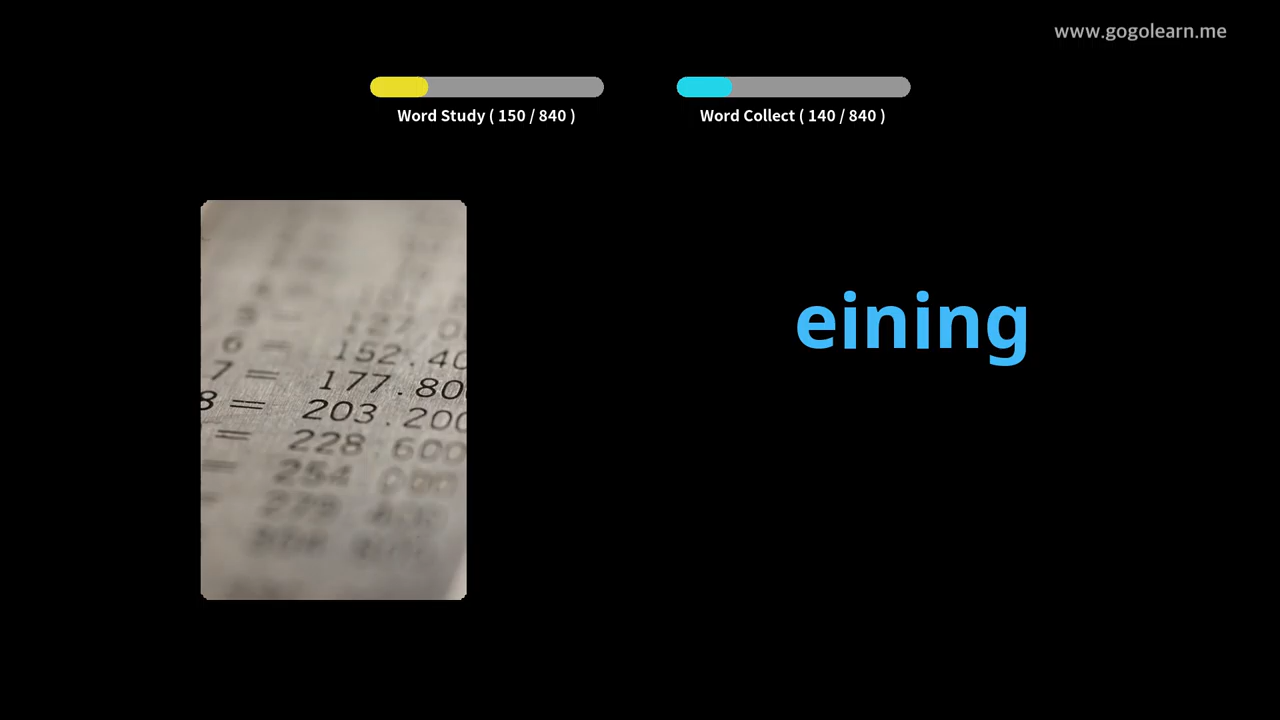 www.gogolearn.me
Word Study ( 150 / 840 )
Word Collect ( 140 / 840 )
eining
6 = 152.40
7 = 177.80
8 = 203.200
= 228.600
= 254